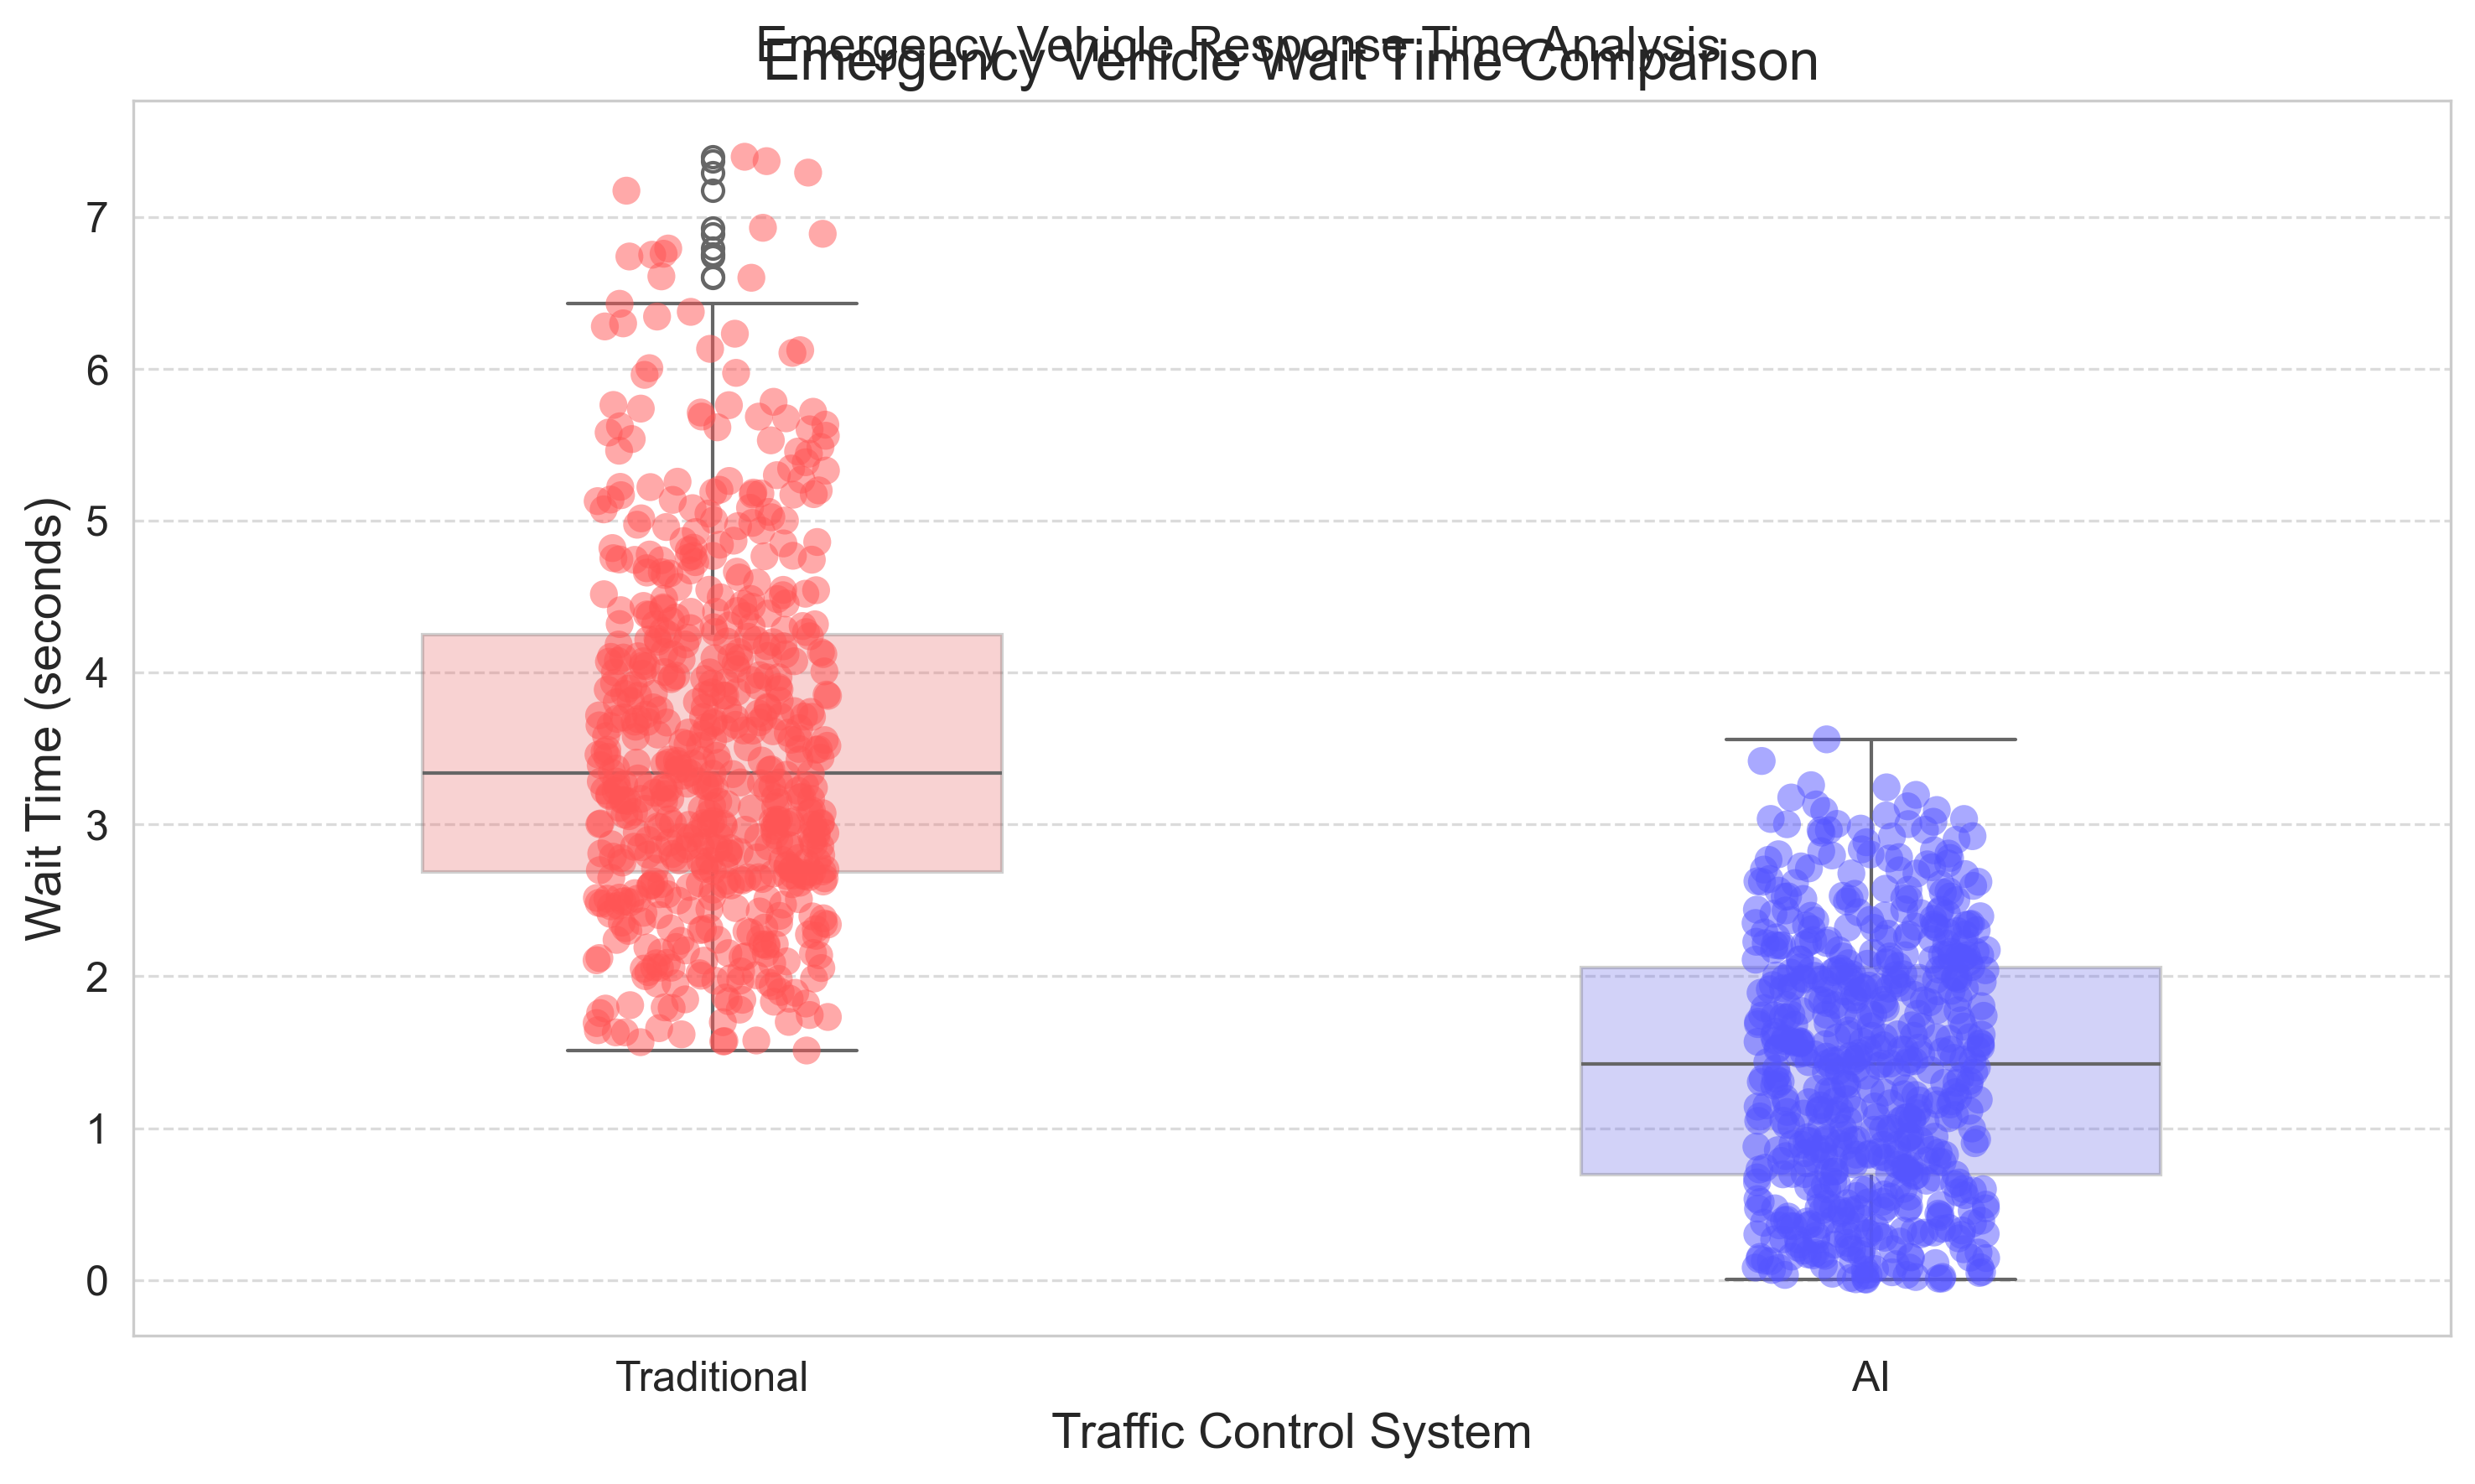 Emergency Vehicle Response Time Analysis
Emergency Vehicle Wait Time Comparison
Wait Time (seconds)
7
6
5
4
3
2
1
0
Traditional
AI
Traffic Control System